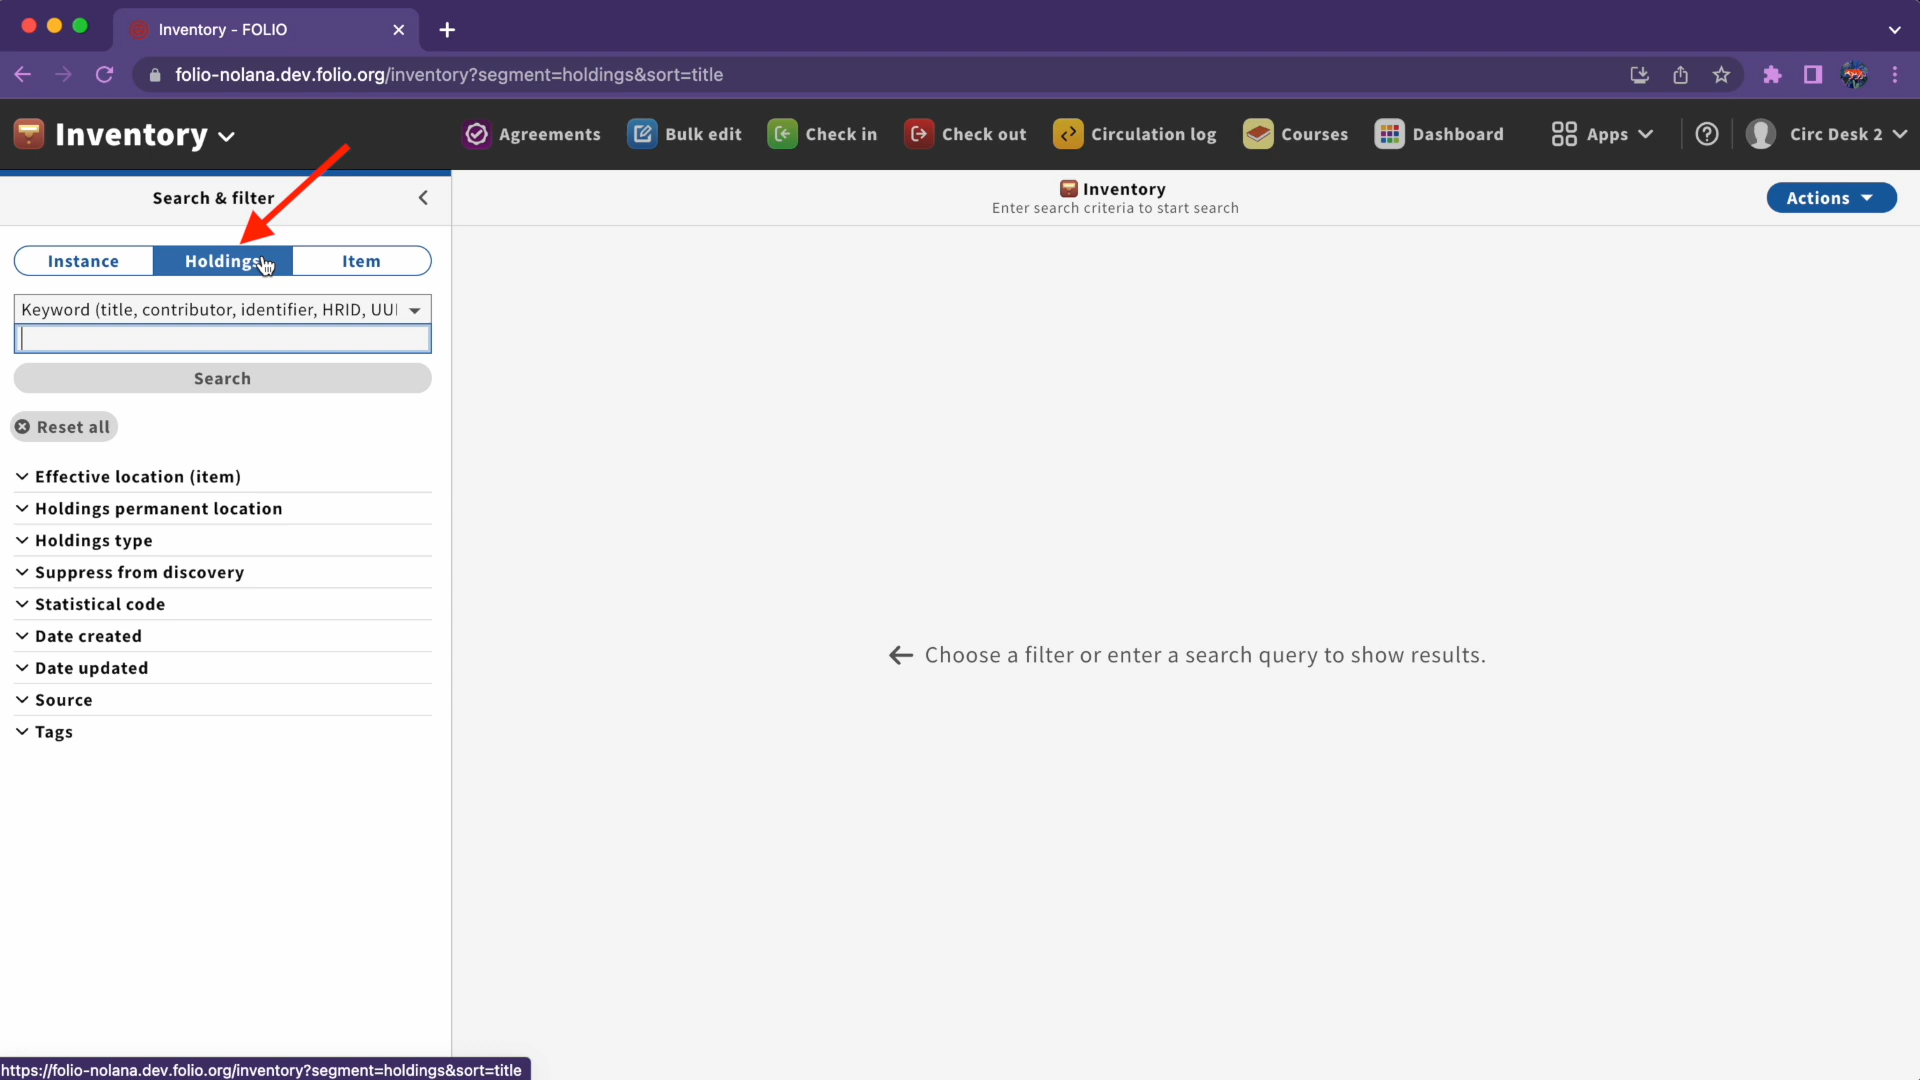 Inventory - FOLIO
folio-nolana.dev.folio.org/inventory?segment=holdings&sort=title
Inventory
Agreements
Bulk edit
Check in
Check out
Circulation log
Courses
Dashboard
Apps
Circ Desk 2
Search & filter
Inventory
Enter search criteria to start search
Actions
Instance
Holdings
Item
Keyword (title, contributor, identifier, HRID, UUI
Search
Reset all
Effective location (item)
Holdings permanent location
Holdings type
Suppress from discovery
Statistical code
Date created
Date updated
Source
Tags
Choose a filter or enter a search query to show results.
https://folio-nolana.dev.folio.org/inventory?segment=holdings&sort=title